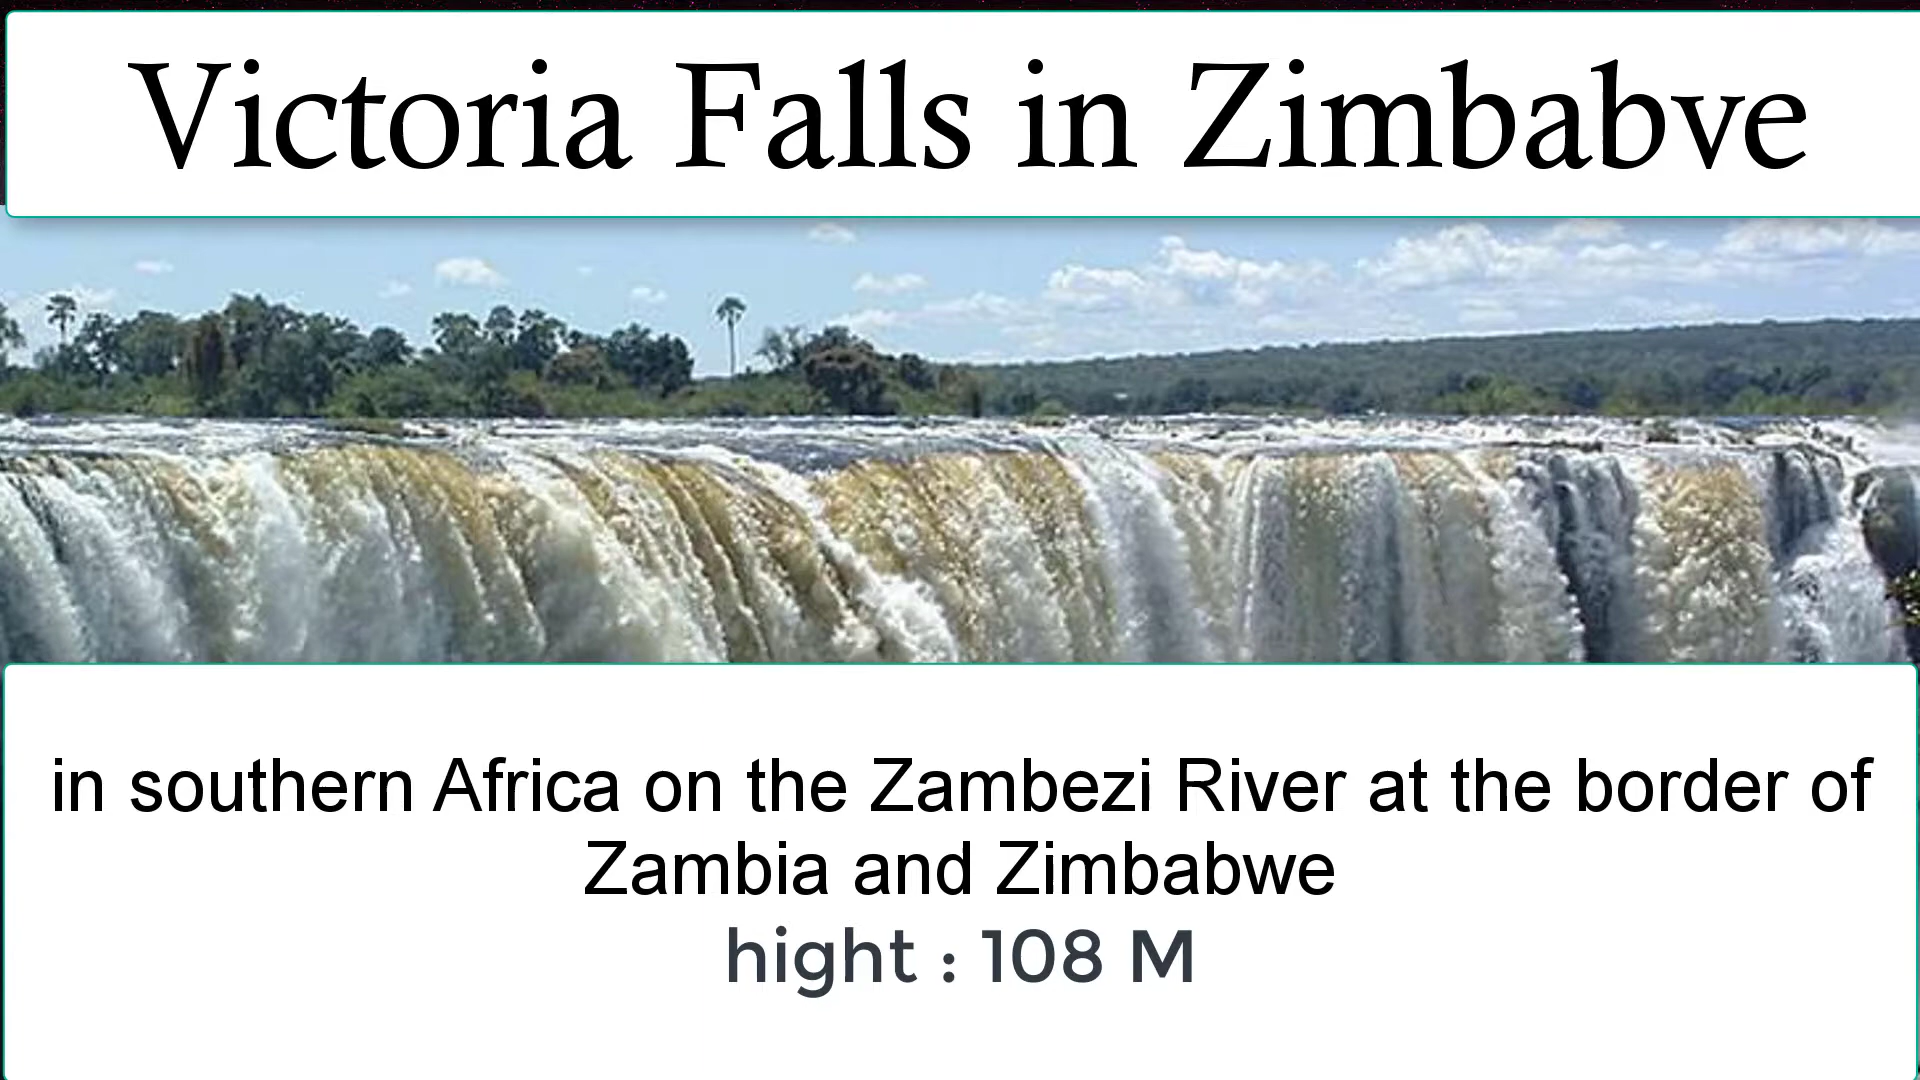 Victoria Falls in Zimbabve
in southern Africa on the Zambezi River at the border of
Zambia and Zimbabwe
hight : 108 M